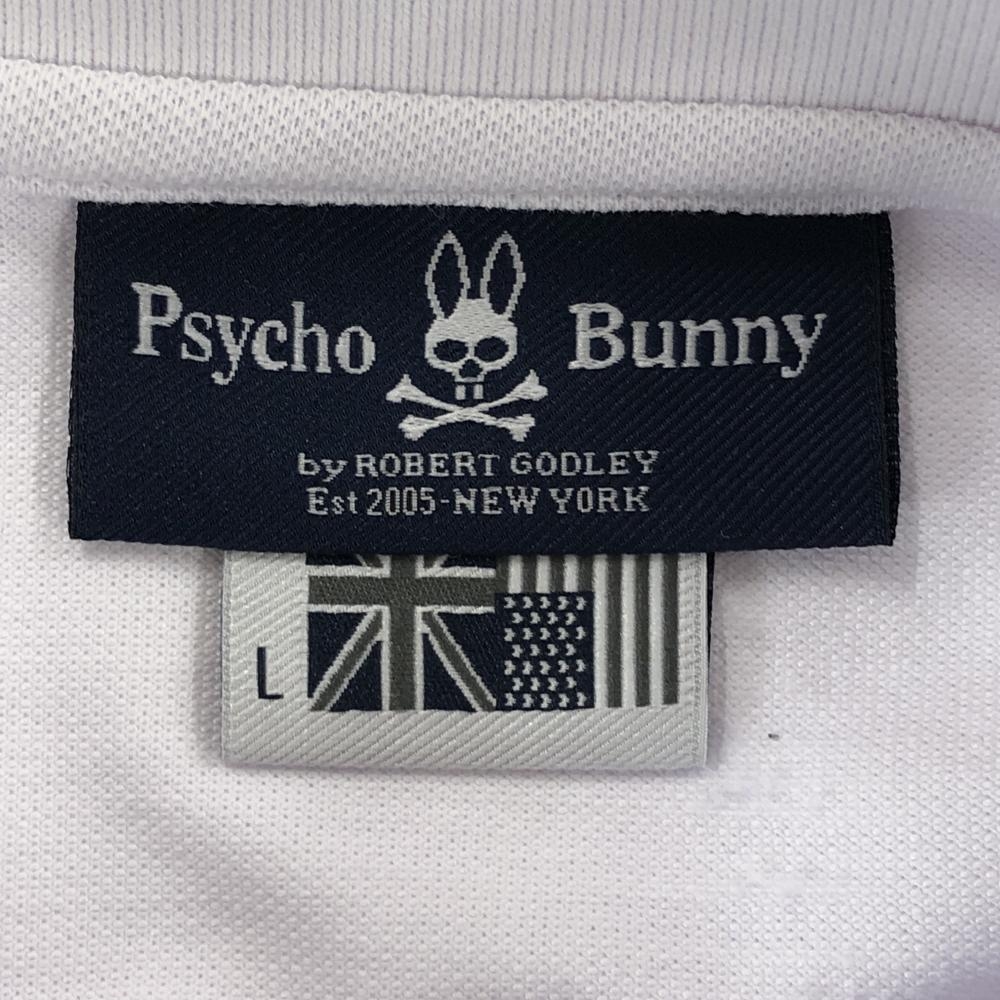 Psycho Bunny
by ROBERT GODLEY
Est 2005-NEW YORK
L